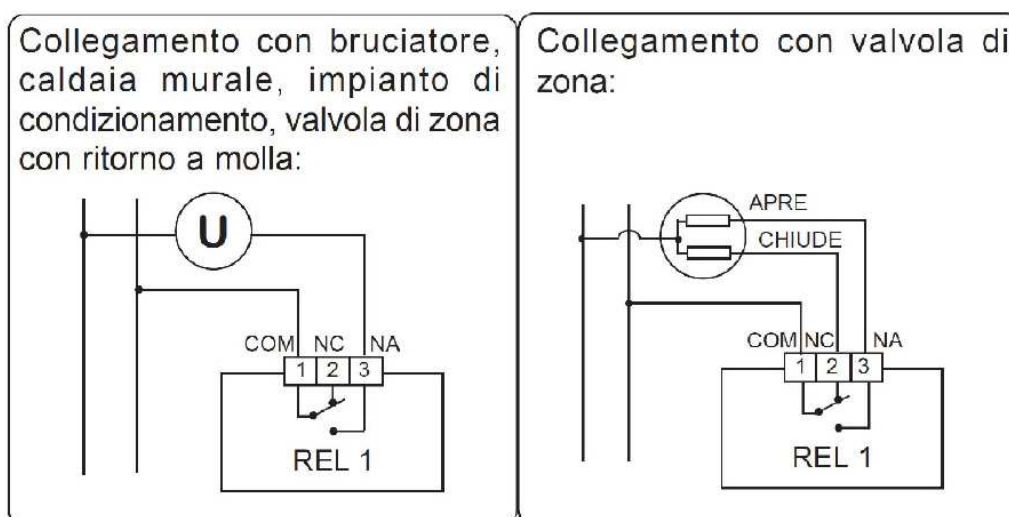 Collegamento con bruciatore,
caldaia murale, impianto di
condizionamento, valvola di zona
con ritorno a molla:
U
COM NC NA
1 2 3
REL 1
Collegamento con valvola di
zona:
APRE
CHIUDE
COM NC NA
1 2 3
REL 1